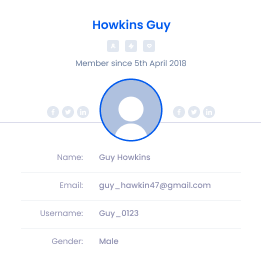 Howkins Guy
Member since 5th April 2018
Name: Guy Howkins
Email: guy_hawkin47@gmail.com
Username: Guy_0123
Gender: Male